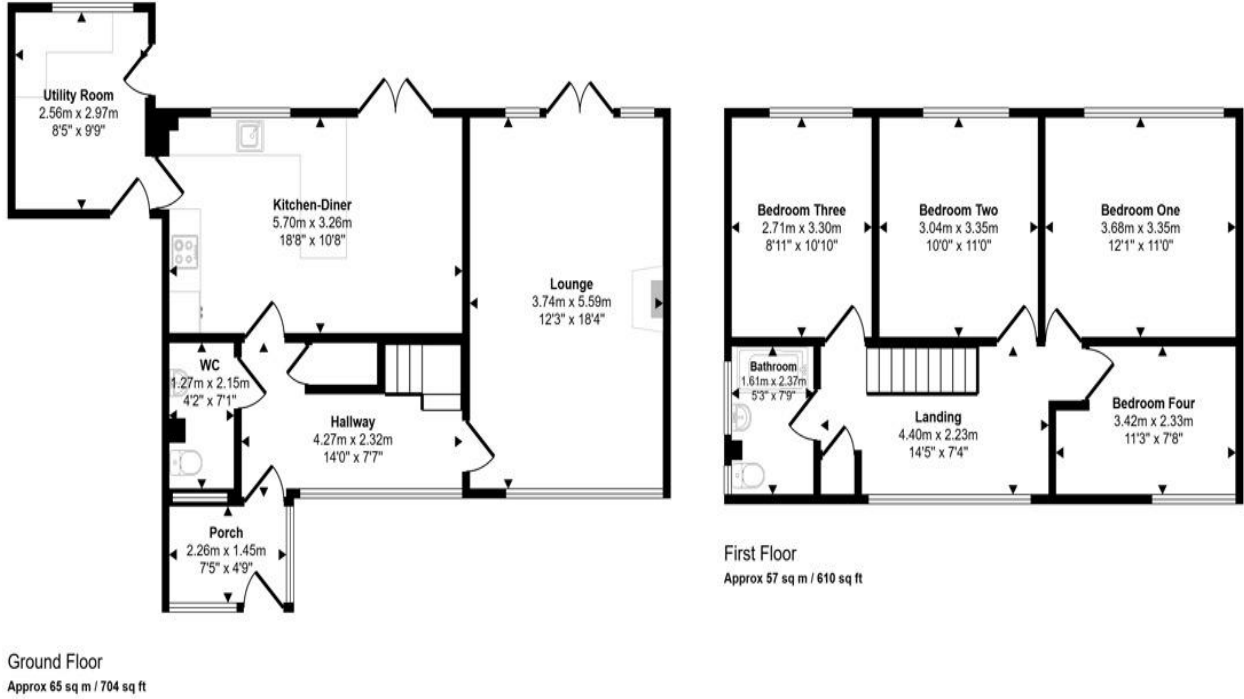 Utility Room
2.56m x 2.97m
8'5" x 9'9"
Kitchen-Diner
5.70m x 3.26m
18'8" x 10'8"
Lounge
3.74m x 5.59m
12'3" x 18'4"
WC
1.27m x 2.15m
4'2" x 7'1"
Hallway
4.27m x 2.32m
14'0" x 7'7"
Porch
2.26m x 1.45m
7'5" x 4'9"
Ground Floor
Approx 65 sq m / 704 sq ft
Bedroom Three
2.71m x 3.30m
8'11" x 10'10"
Bedroom Two
3.04m x 3.35m
10'0" x 11'0"
Bedroom One
3.68m x 3.35m
12'1" x 11'0"
Bathroom
1.61m x 2.37m
5'3" x 7'9"
Landing
4.40m x 2.23m
14'5" x 7'4"
Bedroom Four
3.42m x 2.33m
11'3" x 7'8"
First Floor
Approx 57 sq m / 610 sq ft